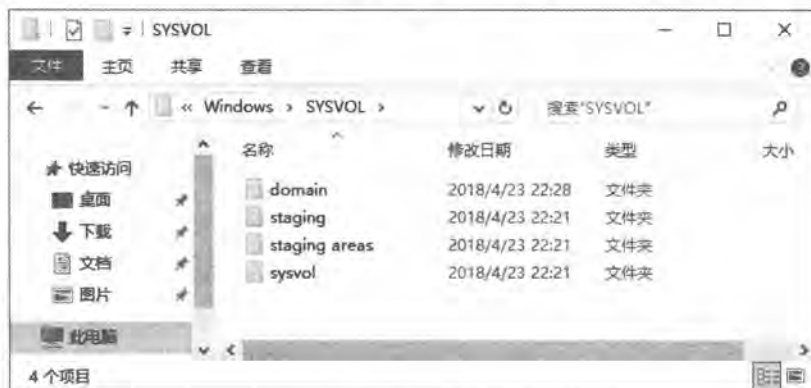 SYSVOL
文件 主页 共享 查看
« Windows › SYSVOL › 搜索"SYSVOL"
名称 修改日期 类型 大小
快速访问
桌面
下载
文档
图片
此电脑
domain 2018/4/23 22:28 文件夹
staging 2018/4/23 22:21 文件夹
staging areas 2018/4/23 22:21 文件夹
sysvol 2018/4/23 22:21 文件夹
4 个项目